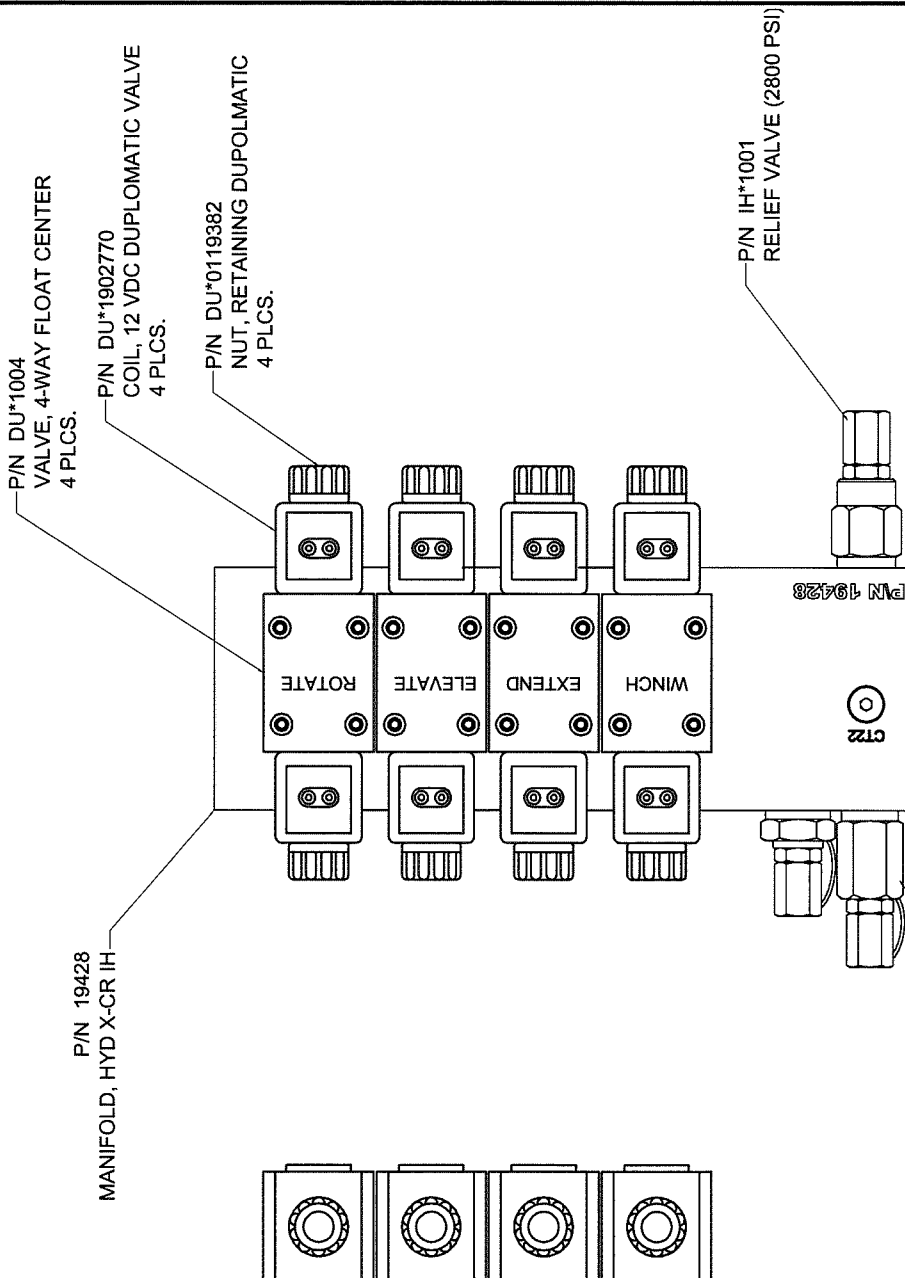 P/N DU*1004
VALVE, 4-WAY FLOAT CENTER
4 PLCS.
P/N DU*1902770
COIL, 12 VDC DUPLOMATIC VALVE
4 PLCS.
P/N DU*0119382
NUT, RETAINING DUPOLMATIC
4 PLCS.
P/N IH*1001
RELIEF VALVE (2800 PSI)
P/N 19428
MANIFOLD, HYD X-CR IH
ROTATE
ELEVATE
EXTEND
WINCH
P/N 19428
CT22